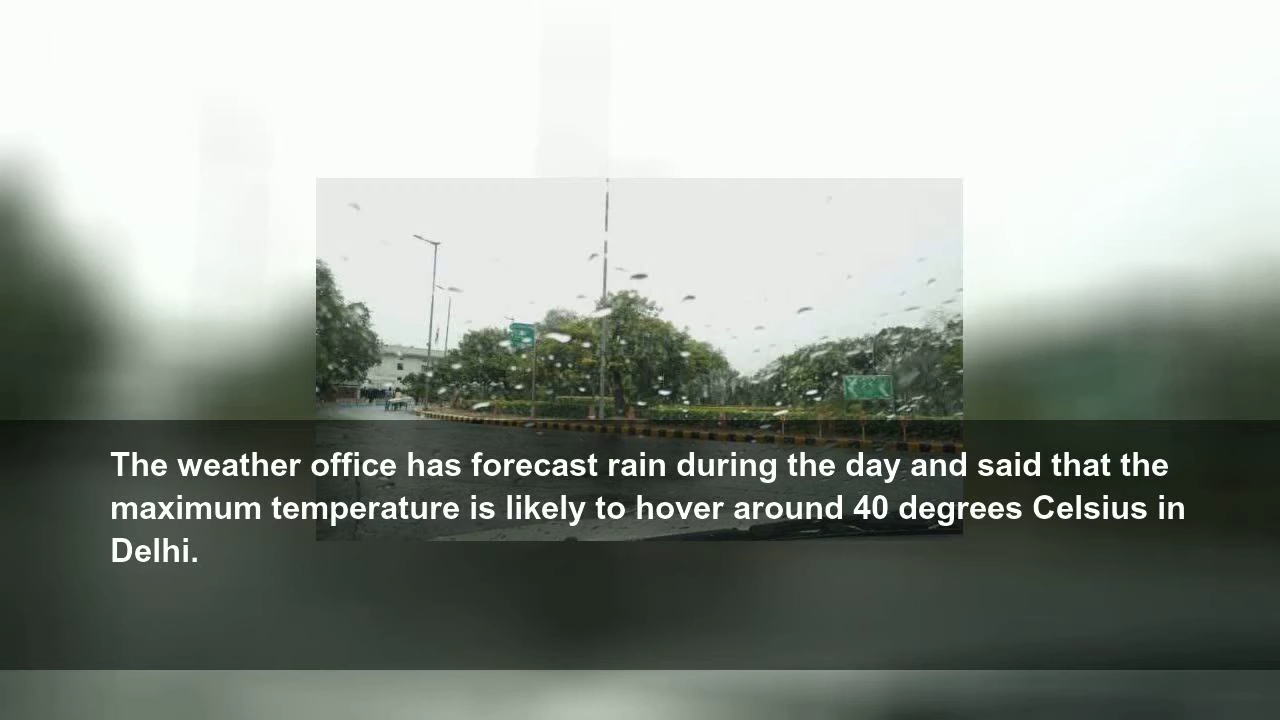 The weather office has forecast rain during the day and said that the
maximum temperature is likely to hover around 40 degrees Celsius in
Delhi.